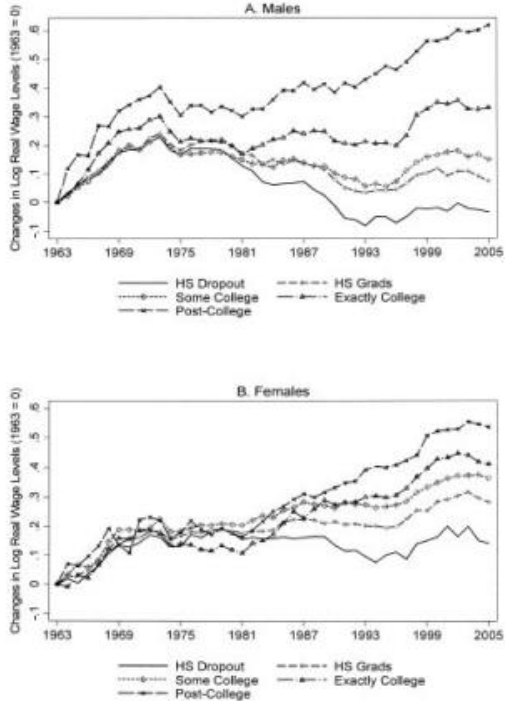 A. Males
Changes in Log Real Wage Levels (1963 = 0)
.6
.5
.4
.3
.2
.1
0
-.1
1963 1969 1975 1981 1987 1993 1999 2005
HS Dropout HS Grads
Some College Exactly College
Post-College
B. Females
Changes in Log Real Wage Levels (1963 = 0)
.6
.5
.4
.3
.2
.1
0
-.1
1963 1969 1975 1981 1987 1993 1999 2005
HS Dropout HS Grads
Some College Exactly College
Post-College